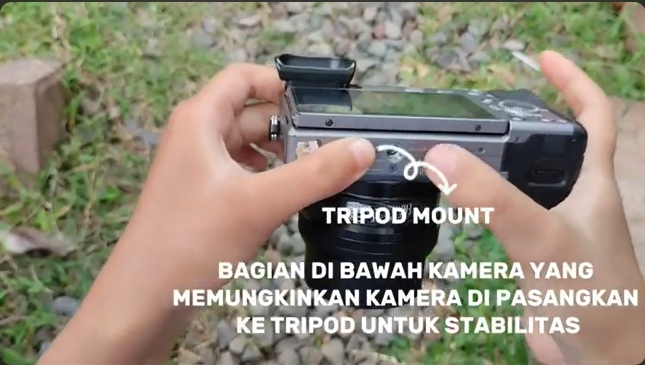 TRIPOD MOUNT
BAGIAN DI BAWAH KAMERA YANG
MEMUNGKINKAN KAMERA DI PASANGKAN
KE TRIPOD UNTUK STABILITAS